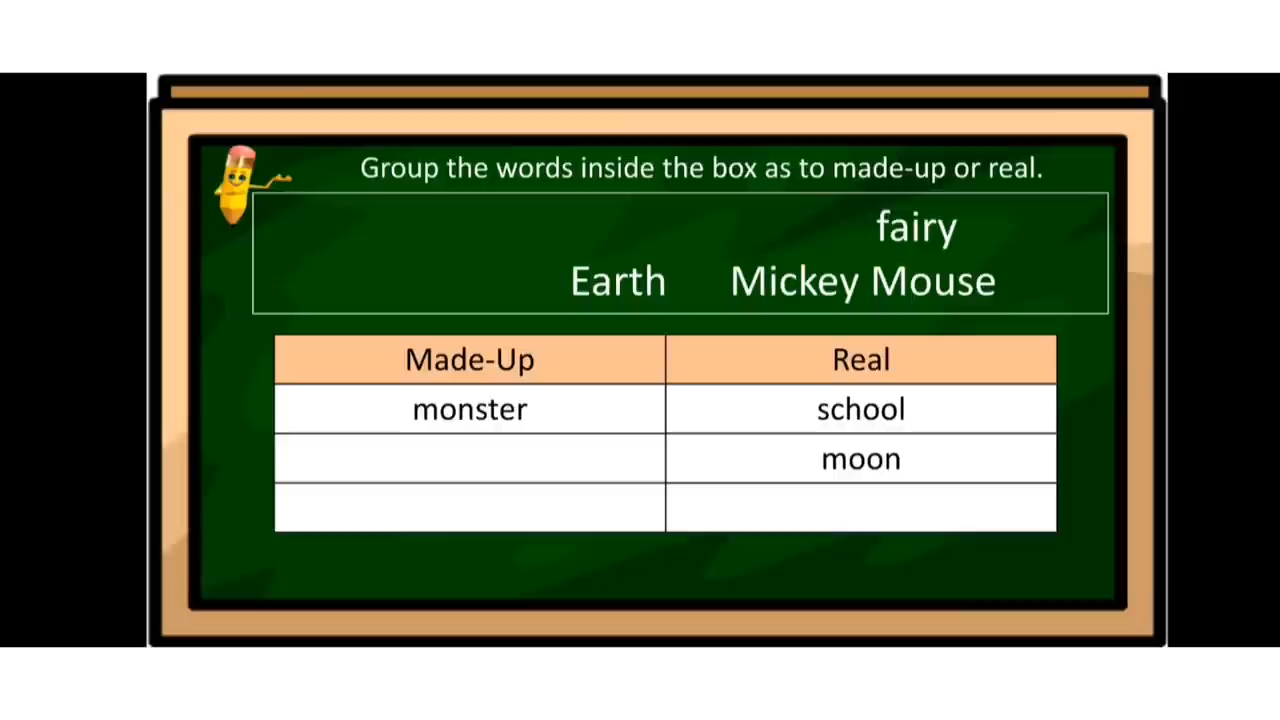 Group the words inside the box as to made-up or real.
fairy
Earth Mickey Mouse
Made-Up Real
monster school
moon